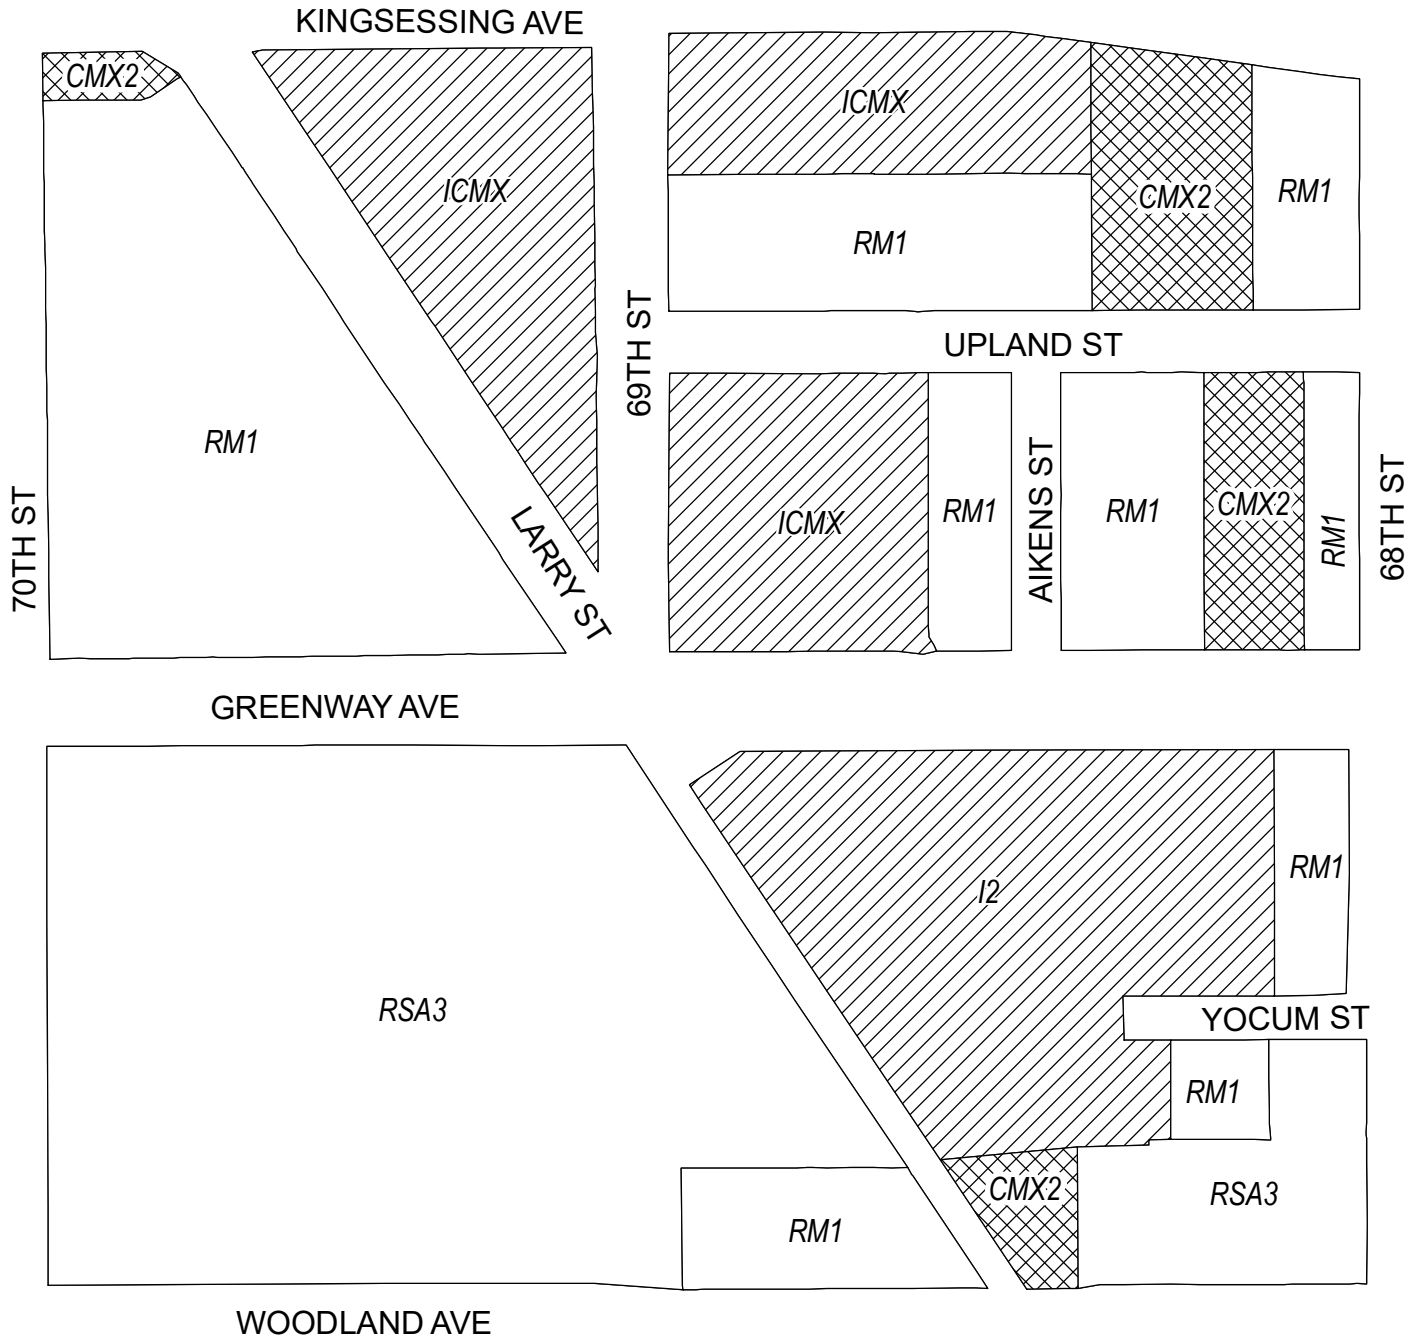 KINGSESSING AVE
CMX2
ICMX
ICMX
CMX2
RM1
RM1
69TH ST
UPLAND ST
RM1
70TH ST
LARRY ST
ICMX
RM1
AIKENS ST
RM1
CMX2
RM1
68TH ST
GREENWAY AVE
I2
RM1
RSA3
YOCUM ST
RM1
CMX2
RSA3
RM1
WOODLAND AVE